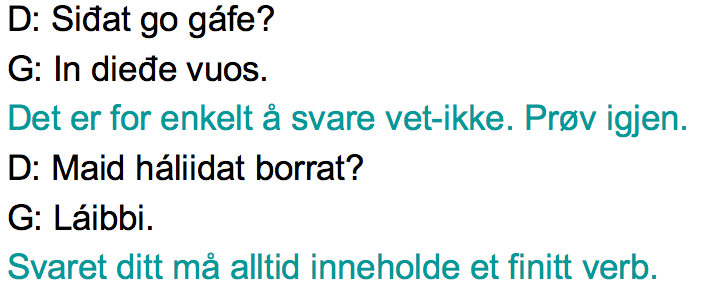 D: Siđat go gáfe?
G: In dieđe vuos.
Det er for enkelt å svare vet-ikke. Prøv igjen.
D: Maid háliidat borrat?
G: Láibbi.
Svaret ditt må alltid inneholde et finitt verb.